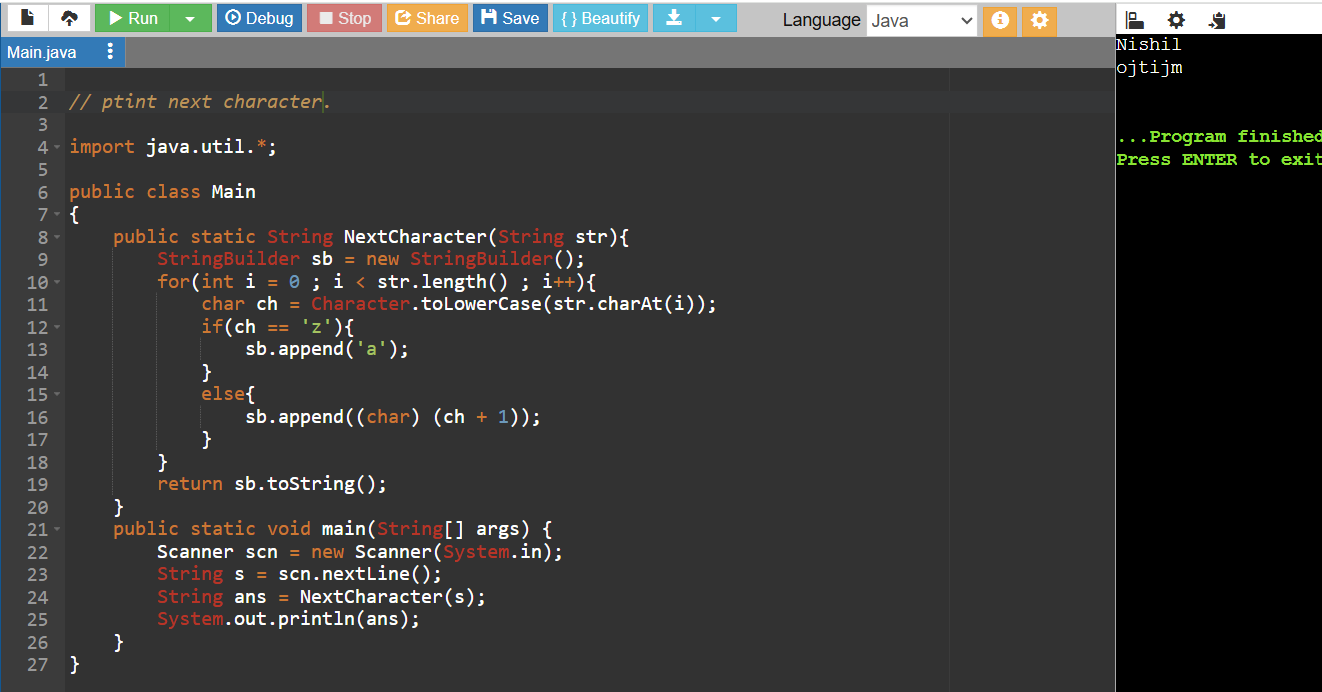 Run Debug Stop Share Save { } Beautify Language Java
Main.java
1
2 // ptint next character.
3
4 import java.util.*;
5
6 public class Main
7 {
8 public static String NextCharacter(String str){
9 StringBuilder sb = new StringBuilder();
10 for(int i = 0 ; i < str.length() ; i++){
11 char ch = Character.toLowerCase(str.charAt(i));
12 if(ch == 'z'){
13 sb.append('a');
14 }
15 else{
16 sb.append((char) (ch + 1));
17 }
18 }
19 return sb.toString();
20 }
21 public static void main(String[] args) {
22 Scanner scn = new Scanner(System.in);
23 String s = scn.nextLine();
24 String ans = NextCharacter(s);
25 System.out.println(ans);
26 }
27 }
Nishil
ojtijm
...Program finished
Press ENTER to exit